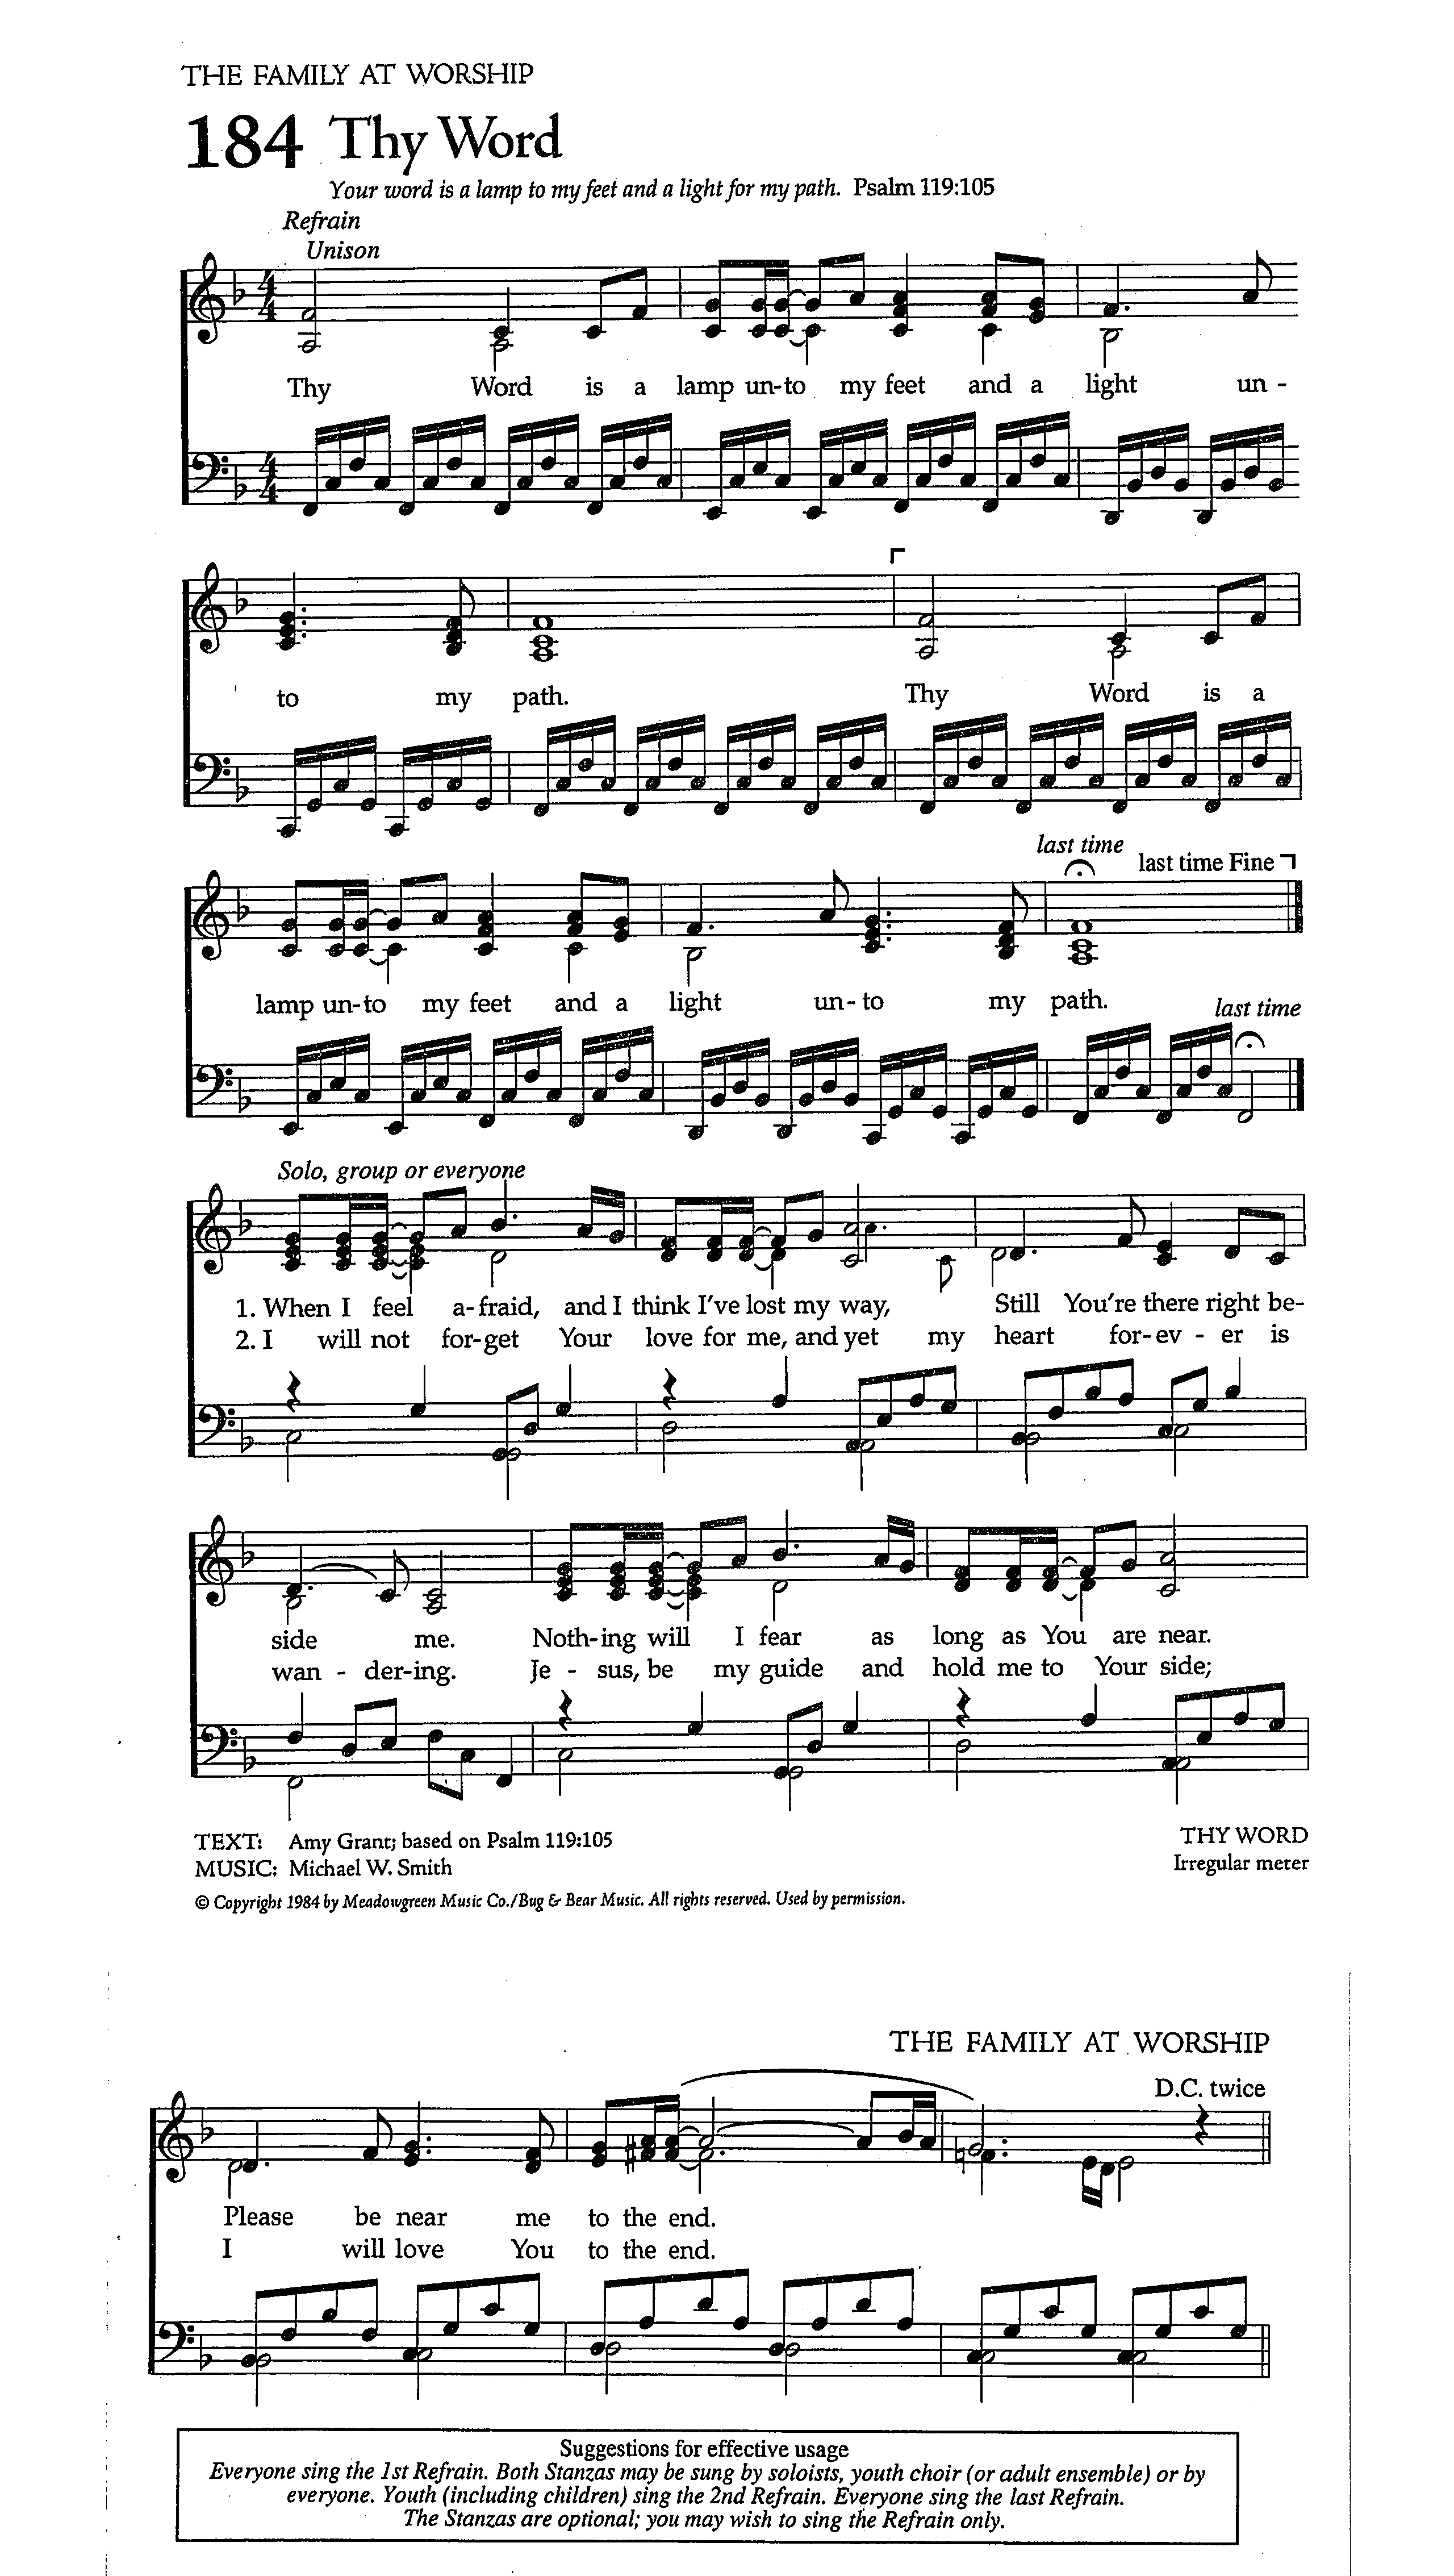 THE FAMILY AT WORSHIP
184 Thy Word
Your word is a lamp to my feet and a light for my path. Psalm 119:105
Refrain
Unison
Thy Word is a lamp un-to my feet and a light un -
to my path. Thy Word is a
last time
last time Fine
lamp un-to my feet and a light un-to my path.
last time
Solo, group or everyone
1. When I feel a-fraid, and I think I've lost my way, Still You're there right be-
2. I will not for-get Your love for me, and yet my heart for-ev - er is
side me. Noth-ing will I fear as long as You are near.
wan - der-ing. Je - sus, be my guide and hold me to Your side;
TEXT: Amy Grant; based on Psalm 119:105
MUSIC: Michael W. Smith
THY WORD
Irregular meter
© Copyright 1984 by Meadowgreen Music Co./Bug & Bear Music. All rights reserved. Used by permission.
THE FAMILY AT WORSHIP
D.C. twice
Please be near me to the end.
I will love You to the end.
Suggestions for effective usage
Everyone sing the 1st Refrain. Both Stanzas may be sung by soloists, youth choir (or adult ensemble) or by
everyone. Youth (including children) sing the 2nd Refrain. Everyone sing the last Refrain.
The Stanzas are optional; you may wish to sing the Refrain only.